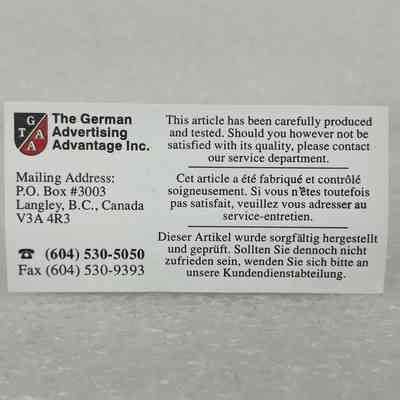 G
T A
A
The German
Advertising
Advantage Inc.
Mailing Address:
P.O. Box #3003
Langley, B.C., Canada
V3A 4R3
☎ (604) 530-5050
Fax (604) 530-9393
This article has been carefully produced
and tested. Should you however not be
satisfied with its quality, please contact
our service department.
Cet article a été fabriqué et contrôlé
soigneusement. Si vous n'êtes toutefois
pas satisfait, veuillez vous adresser au
service-entretien.
Dieser Artikel wurde sorgfältig hergestellt
und geprüft. Sollten Sie dennoch nicht
zufrieden sein, wenden Sie sich bitte an
unsere Kundendienstabteilung.